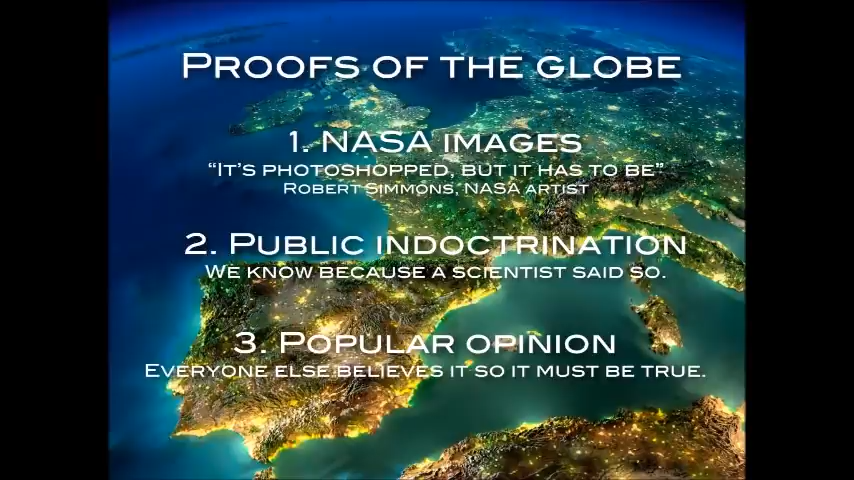 PROOFS OF THE GLOBE
1. NASA IMAGES
“IT'S PHOTOSHOPPED, BUT IT HAS TO BE”
ROBERT SIMMONS, NASA ARTIST
2. PUBLIC INDOCTRINATION
WE KNOW BECAUSE A SCIENTIST SAID SO.
3. POPULAR OPINION
EVERYONE ELSE BELIEVES IT SO IT MUST BE TRUE.